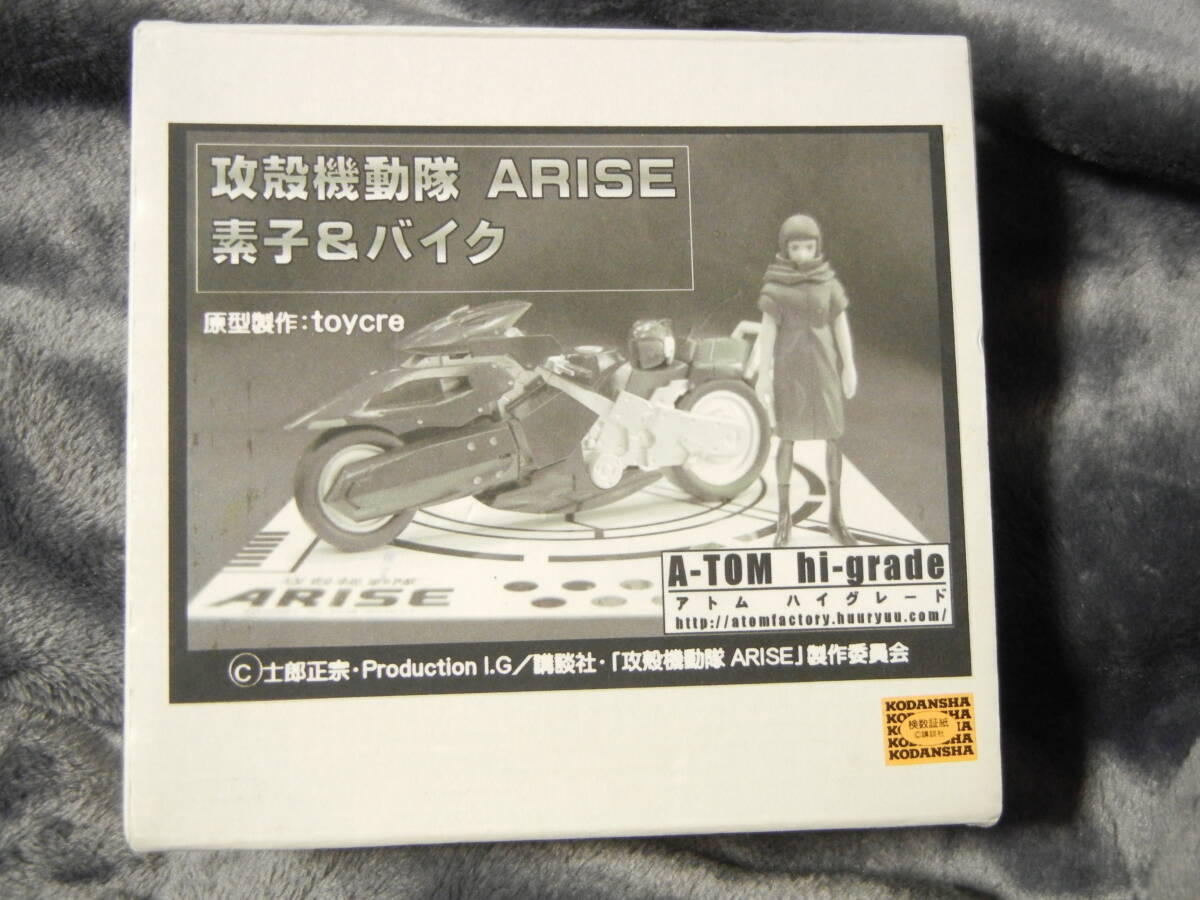 攻殻機動隊 ARISE
素子&バイク
原型製作:toycre
ARISE
A-TOM hi-grade
アトム ハイグレード
http://atomfactory.huuryuu.com/
©士郎正宗・Production I.G/講談社・「攻殻機動隊 ARISE」製作委員会
KODANSHA
検数証紙
©講談社
KODANSHA